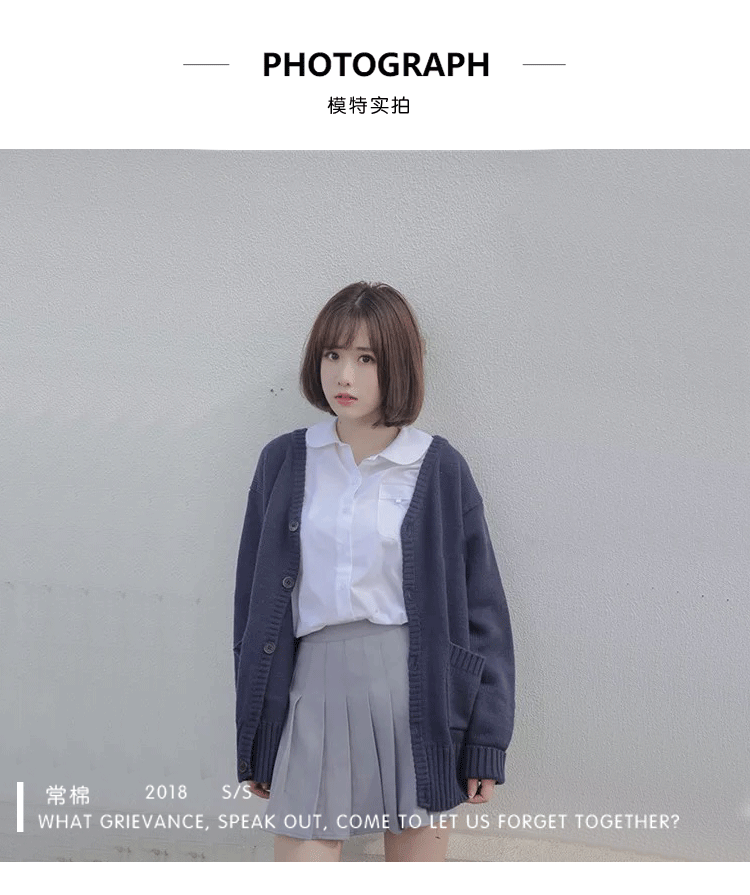 PHOTOGRAPH
模特实拍
常棉 2018 S/S
WHAT GRIEVANCE, SPEAK OUT, COME TO LET US FORGET TOGETHER?